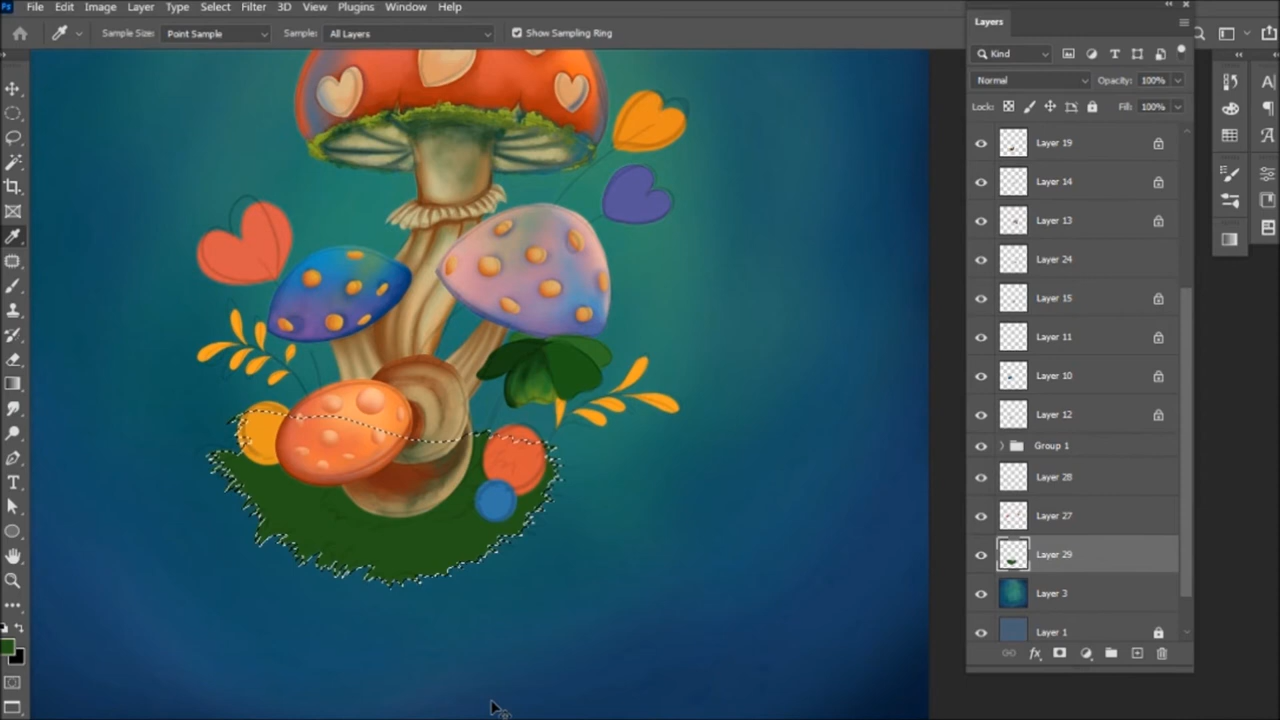 Ps File Edit Image Layer Type Select Filter 3D View Plugins Window Help
Sample Size: Point Sample Sample: All Layers Show Sampling Ring
Layers
Kind
Normal Opacity: 100%
Lock: Fill: 100%
Layer 19
Layer 14
Layer 13
Layer 24
Layer 15
Layer 11
Layer 10
Layer 12
Group 1
Layer 28
Layer 27
Layer 29
Layer 3
Layer 1
fx